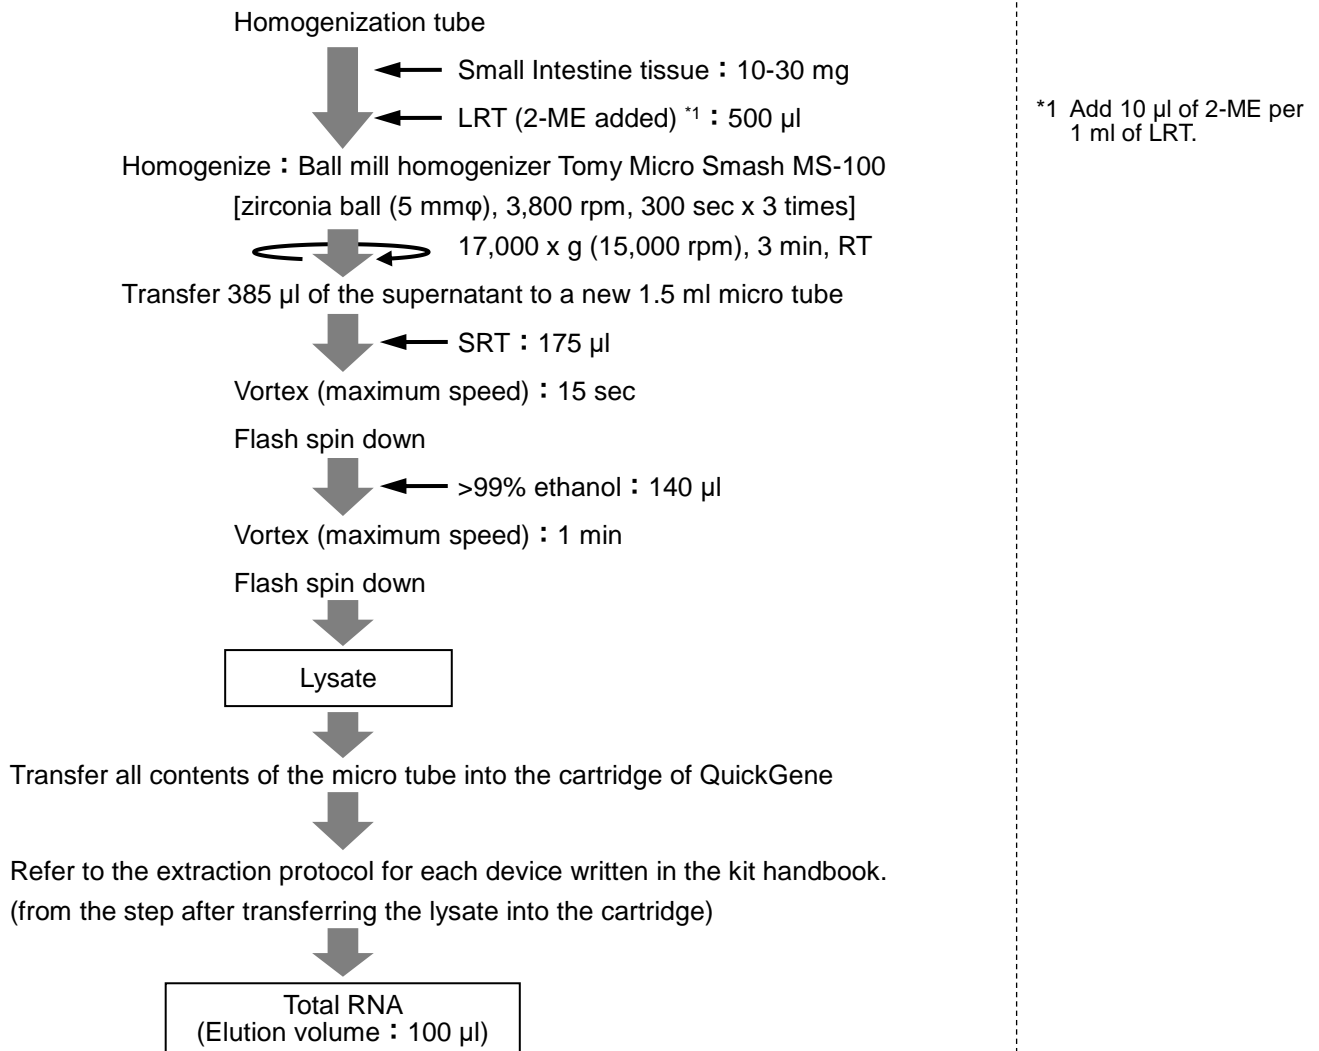 Homogenization tube
Small Intestine tissue：10-30 mg
LRT (2-ME added) *1：500 µl
*1 Add 10 µl of 2-ME per
1 ml of LRT.
Homogenize：Ball mill homogenizer Tomy Micro Smash MS-100
[zirconia ball (5 mmφ), 3,800 rpm, 300 sec x 3 times]
17,000 x g (15,000 rpm), 3 min, RT
Transfer 385 µl of the supernatant to a new 1.5 ml micro tube
SRT：175 µl
Vortex (maximum speed)：15 sec
Flash spin down
>99% ethanol：140 µl
Vortex (maximum speed)：1 min
Flash spin down
Lysate
Transfer all contents of the micro tube into the cartridge of QuickGene
Refer to the extraction protocol for each device written in the kit handbook.
(from the step after transferring the lysate into the cartridge)
Total RNA
(Elution volume：100 µl)